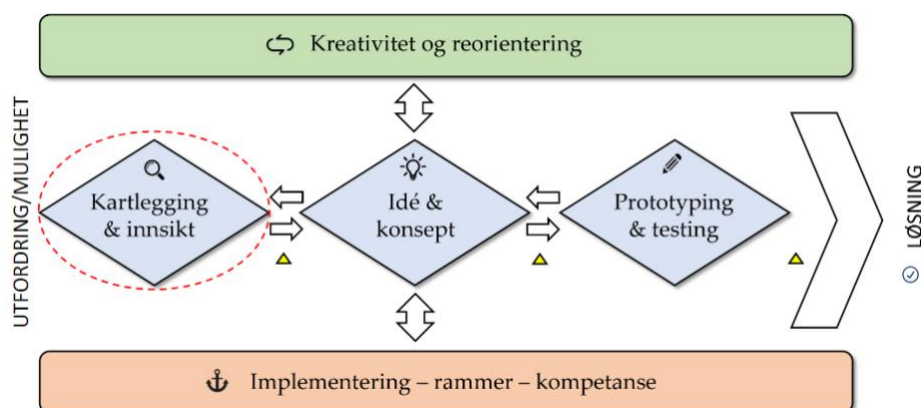 Kreativitet og reorientering
UTFORDRING/MULIGHET
Kartlegging
& innsikt
Idé &
konsept
Prototyping
& testing
LØSNING
Implementering – rammer – kompetanse